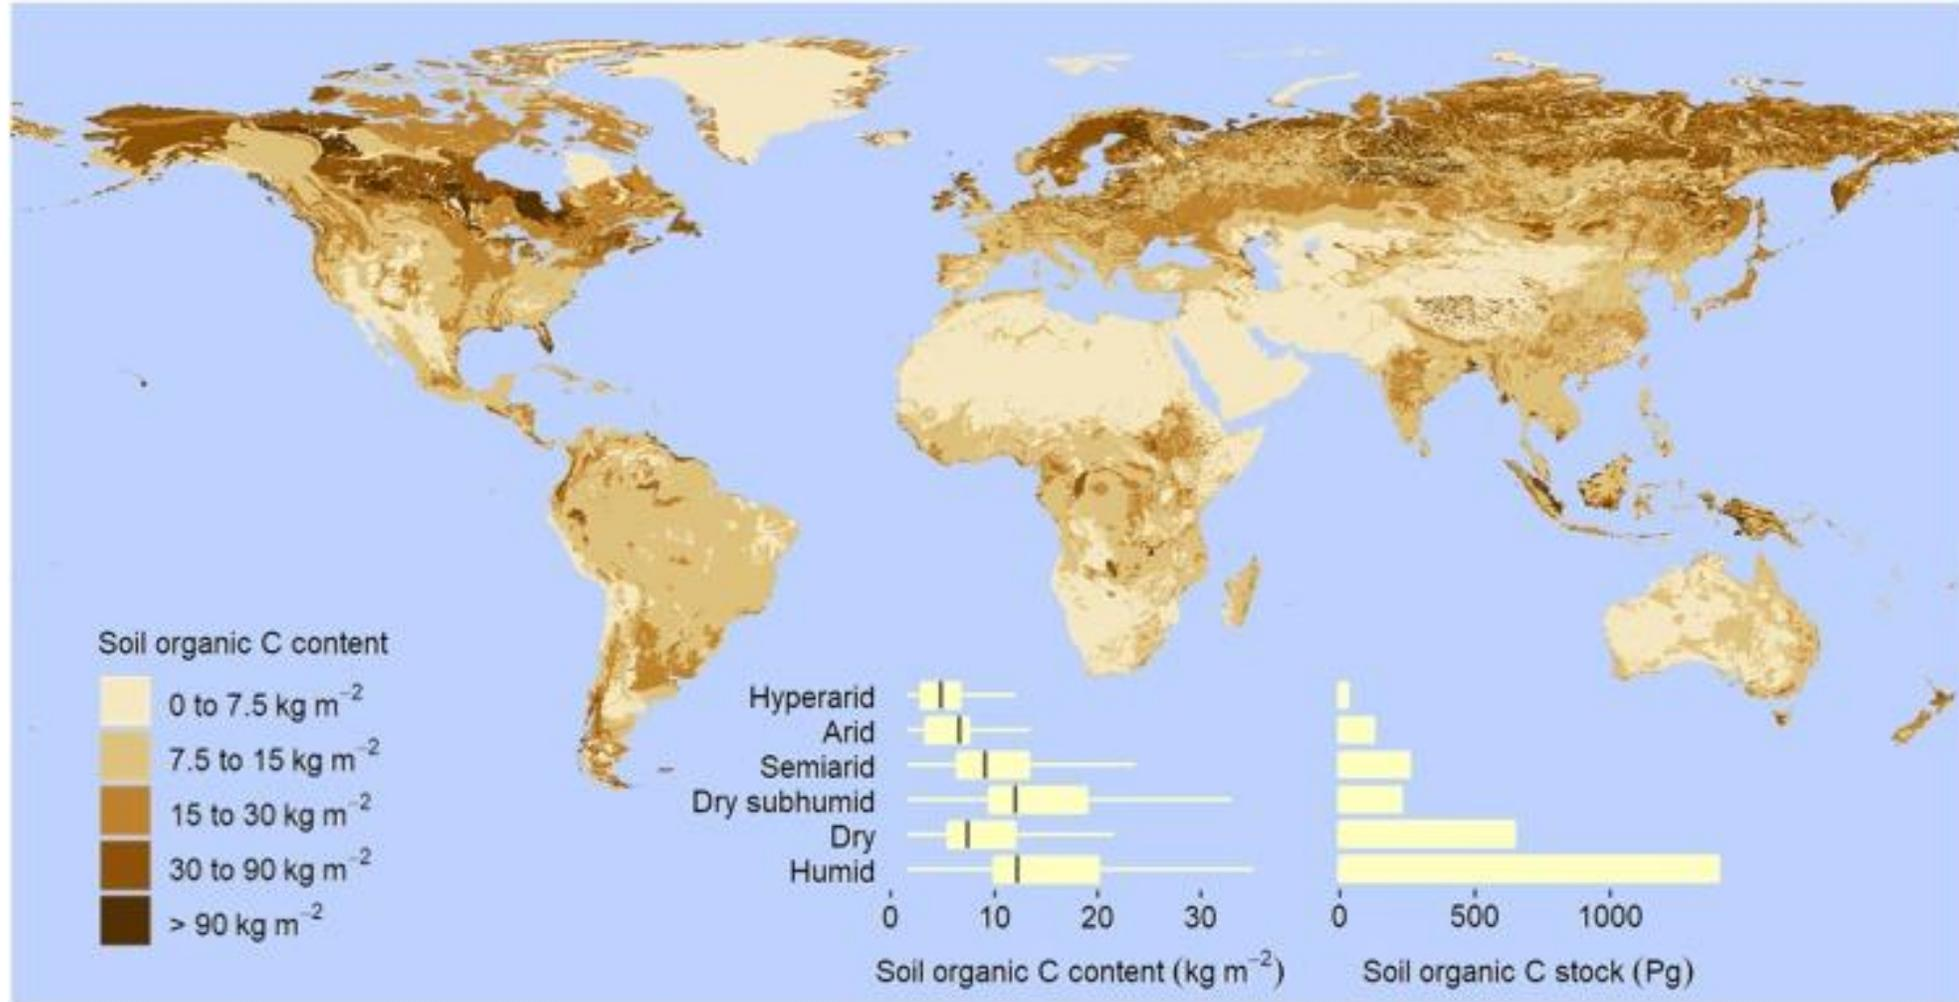 Soil organic C content
0 to 7.5 kg m⁻²
7.5 to 15 kg m⁻²
15 to 30 kg m⁻²
30 to 90 kg m⁻²
> 90 kg m⁻²
Hyperarid
Arid
Semiarid
Dry subhumid
Dry
Humid
0 10 20 30
Soil organic C content (kg m⁻²)
0 500 1000
Soil organic C stock (Pg)